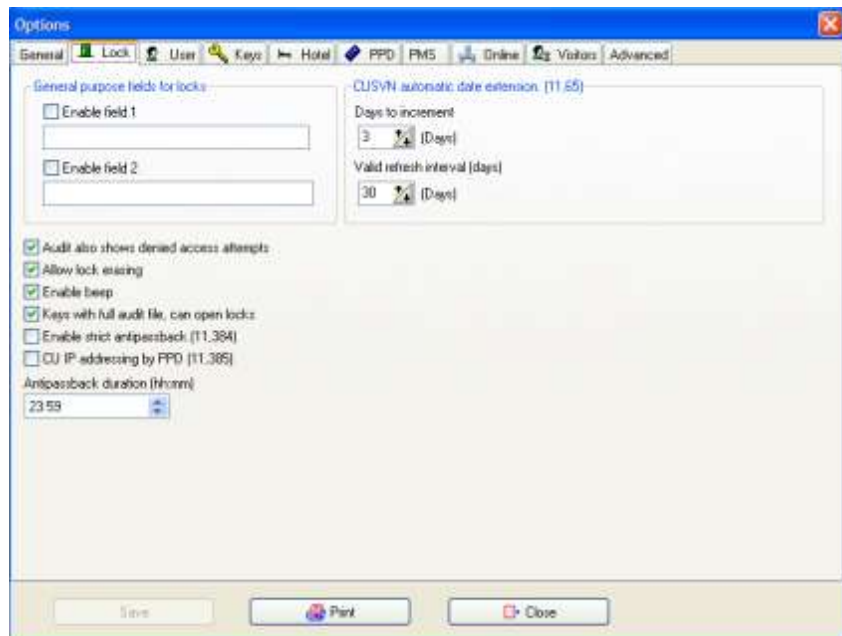 Options
General Lock User Keys Hotel PPD PMS Online Visitors Advanced
General purpose fields for locks
Enable field 1
Enable field 2
CUSVN automatic date extension. (11,65)
Days to increment
3 (Days)
Valid refresh interval (days)
30 (Days)
Audit also shows denied access attempts
Allow lock erasing
Enable beep
Keys with full audit file, can open locks
Enable strict antipassback (11,384)
CU IP addressing by PPD (11,385)
Antipassback duration (hh:mm)
23:59
Save Print Close